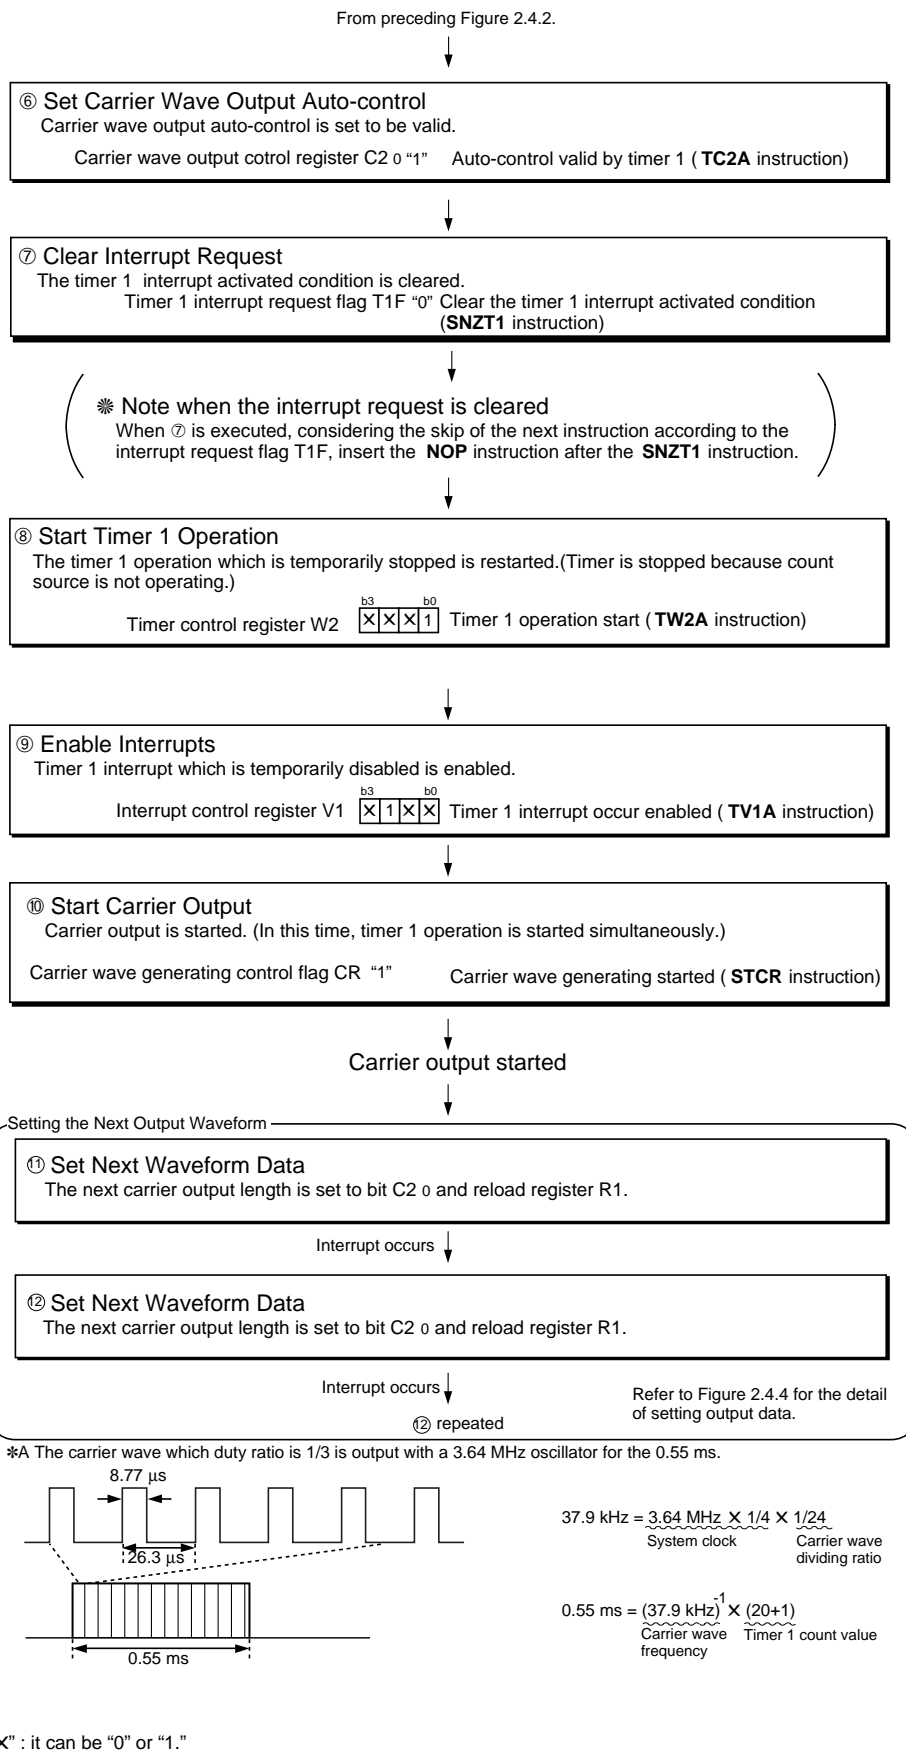 From preceding Figure 2.4.2.
⑥ Set Carrier Wave Output Auto-control
Carrier wave output auto-control is set to be valid.
Carrier wave output cotrol register C2 0 “1” Auto-control valid by timer 1 ( TC2A instruction)
⑦ Clear Interrupt Request
The timer 1 interrupt activated condition is cleared.
Timer 1 interrupt request flag T1F “0” Clear the timer 1 interrupt activated condition
(SNZT1 instruction)
❋ Note when the interrupt request is cleared
When ⑦ is executed, considering the skip of the next instruction according to the
interrupt request flag T1F, insert the NOP instruction after the SNZT1 instruction.
⑧ Start Timer 1 Operation
The timer 1 operation which is temporarily stopped is restarted.(Timer is stopped because count
source is not operating.)
b3 b0
Timer control register W2 ✕ ✕ ✕ 1 Timer 1 operation start ( TW2A instruction)
⑨ Enable Interrupts
Timer 1 interrupt which is temporarily disabled is enabled.
b3 b0
Interrupt control register V1 ✕ 1 ✕ ✕ Timer 1 interrupt occur enabled ( TV1A instruction)
⑩ Start Carrier Output
Carrier output is started. (In this time, timer 1 operation is started simultaneously.)
Carrier wave generating control flag CR “1” Carrier wave generating started ( STCR instruction)
Carrier output started
Setting the Next Output Waveform
⑪ Set Next Waveform Data
The next carrier output length is set to bit C2 0 and reload register R1.
Interrupt occurs
⑫ Set Next Waveform Data
The next carrier output length is set to bit C2 0 and reload register R1.
Interrupt occurs
⑫ repeated
Refer to Figure 2.4.4 for the detail
of setting output data.
✻A The carrier wave which duty ratio is 1/3 is output with a 3.64 MHz oscillator for the 0.55 ms.
8.77 µs
26.3 µs
0.55 ms
37.9 kHz = 3.64 MHz ✕ 1/4 ✕ 1/24
System clock Carrier wave
dividing ratio
0.55 ms = (37.9 kHz)-1 ✕ (20+1)
Carrier wave Timer 1 count value
frequency
✕” : it can be “0” or “1.”